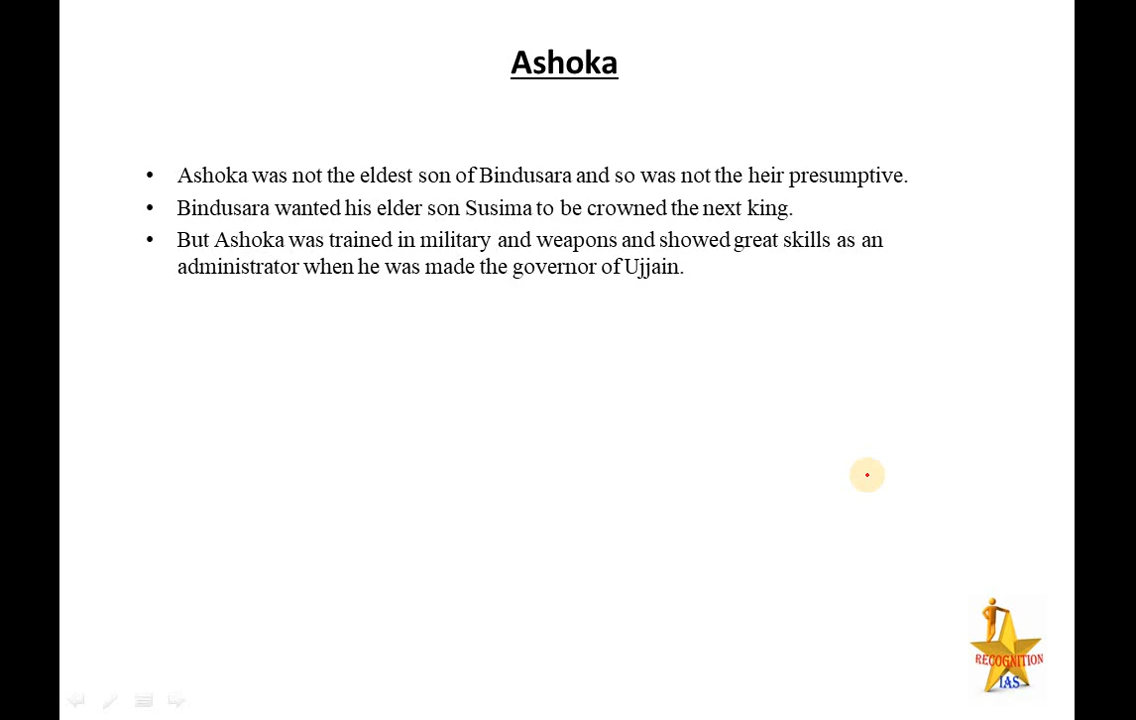 Ashoka
• Ashoka was not the eldest son of Bindusara and so was not the heir presumptive.
• Bindusara wanted his elder son Susima to be crowned the next king.
• But Ashoka was trained in military and weapons and showed great skills as an
administrator when he was made the governor of Ujjain.
RECOGNITION
IAS